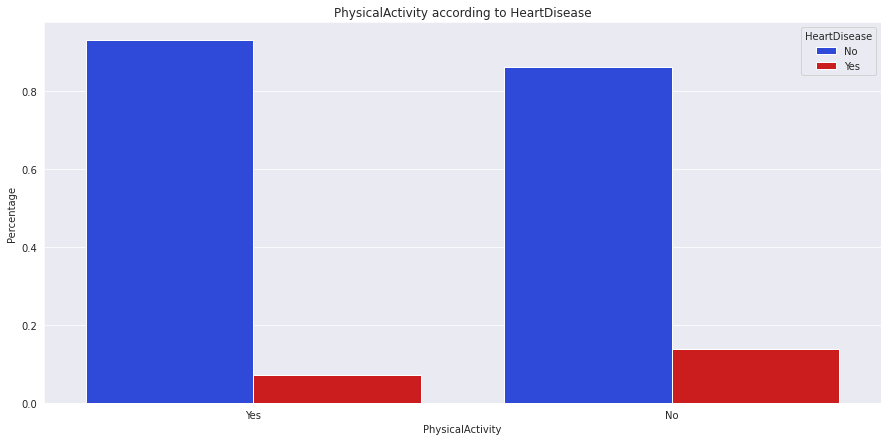 PhysicalActivity according to HeartDisease
HeartDisease
No
Yes
Percentage
0.8
0.6
0.4
0.2
0.0
Yes
No
PhysicalActivity